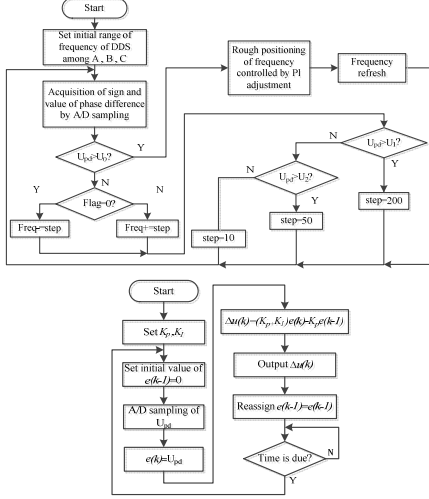 Start
Set initial range of
frequency of DDS
among A , B, C
Acquisition of sign and
value of phase difference
by A/D sampling
Upd>U0?
Y
N
Flag=0?
Y
N
Freq-=step
Freq+=step
Rough positioning
of frequency
controlled by PI
adjustment
Frequency
refresh
Upd>U1?
N
Y
Upd>U2?
N
Y
step=200
step=50
step=10
Start
Set Kp,KI
Set initial value of
e(k-1)=0
A/D sampling of
Upd
e(k)=Upd
Δu(k)=(Kp,KI)e(k)-Kpe(k-1)
Output Δu(k)
Reassign e(k-1)=e(k-1)
Time is due?
N
Y